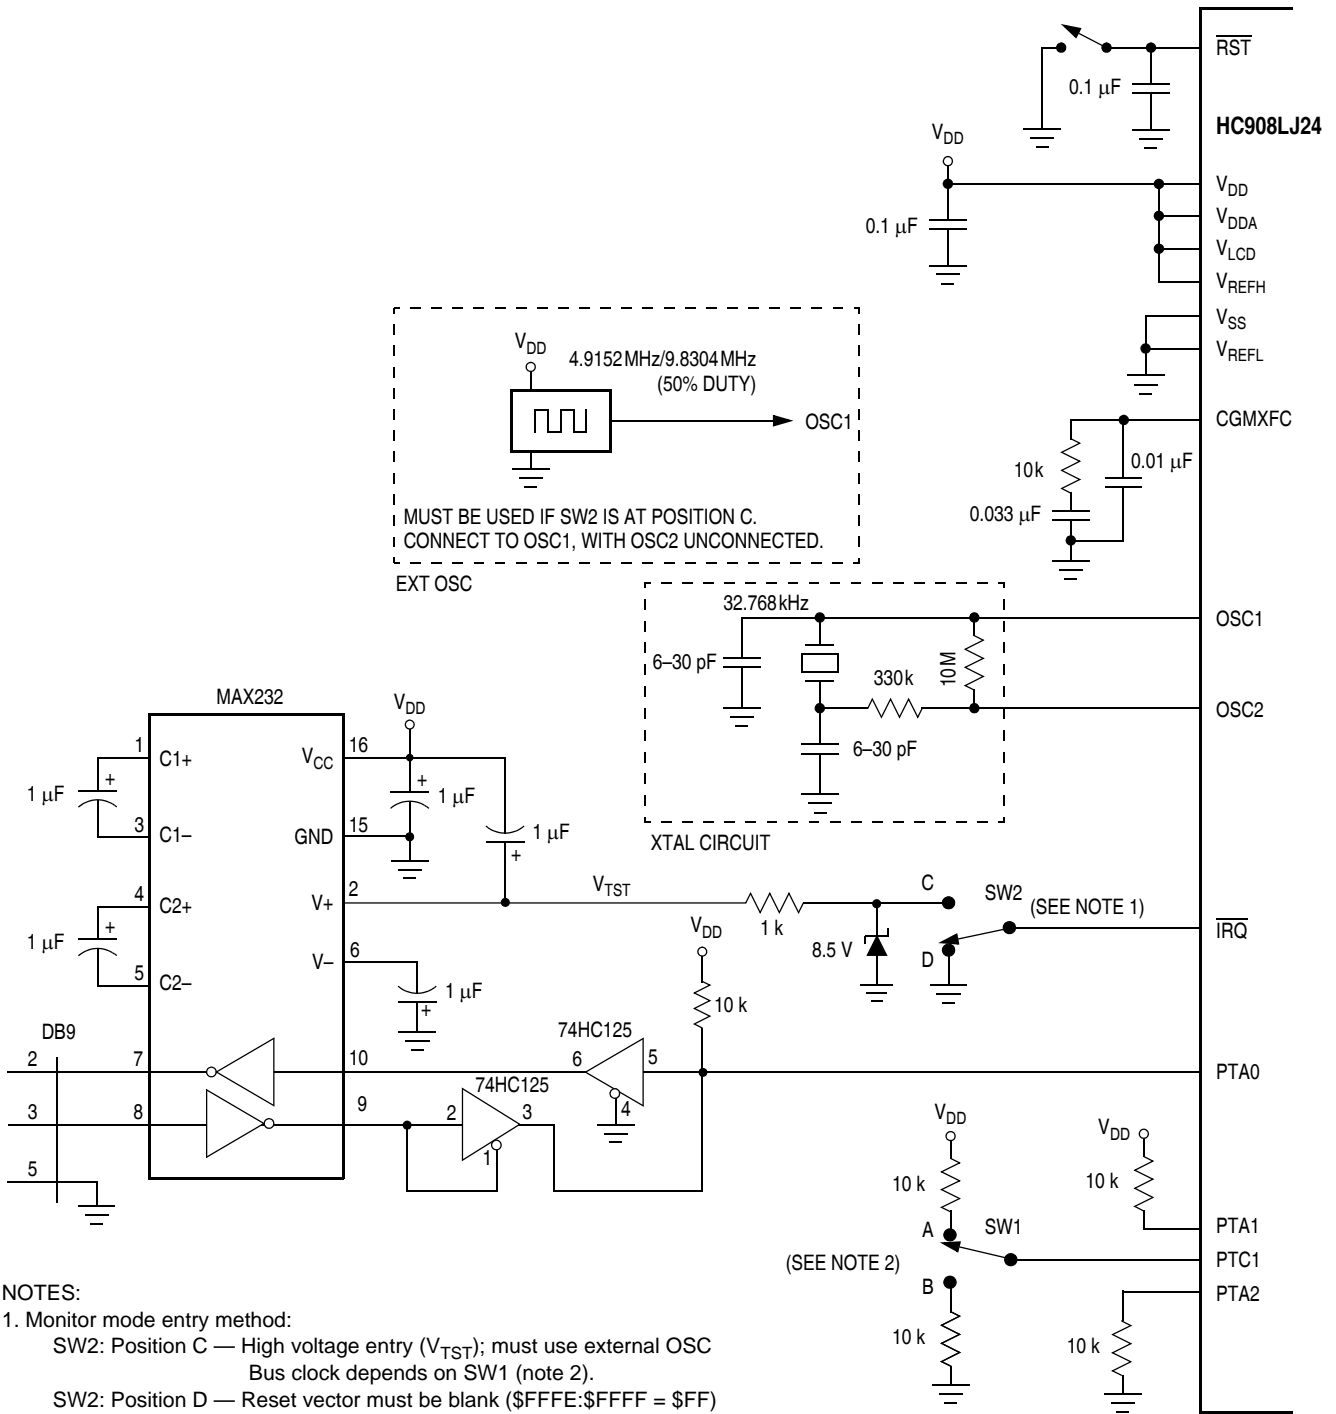 RST
0.1 μF
HC908LJ24
VDD
VDD
0.1 μF
VDDA
VLCD
VREFH
VSS
VREFL
VDD
4.9152MHz/9.8304MHz
(50% DUTY)
OSC1
MUST BE USED IF SW2 IS AT POSITION C.
CONNECT TO OSC1, WITH OSC2 UNCONNECTED.
EXT OSC
CGMXFC
10k
0.01 μF
0.033 μF
32.768kHz
OSC1
6–30 pF
330k
10M
OSC2
6–30 pF
XTAL CIRCUIT
MAX232
VDD
1
C1+
VCC
16
1 μF
+
+
1 μF
3
C1–
GND
15
1 μF
+
4
C2+
V+
2
VTST
1 k
8.5 V
C
SW2
(SEE NOTE 1)
D
IRQ
1 μF
+
5
C2–
V–
6
1 μF
+
VDD
10 k
DB9
74HC125
2
7
10
6
5
4
PTA0
74HC125
3
8
9
2
3
1
5
VDD
10 k
VDD
10 k
A
SW1
PTA1
(SEE NOTE 2)
PTC1
B
PTA2
10 k
10 k
NOTES:
1. Monitor mode entry method:
SW2: Position C — High voltage entry (VTST); must use external OSC
Bus clock depends on SW1 (note 2).
SW2: Position D — Reset vector must be blank ($FFFE:$FFFF = $FF)